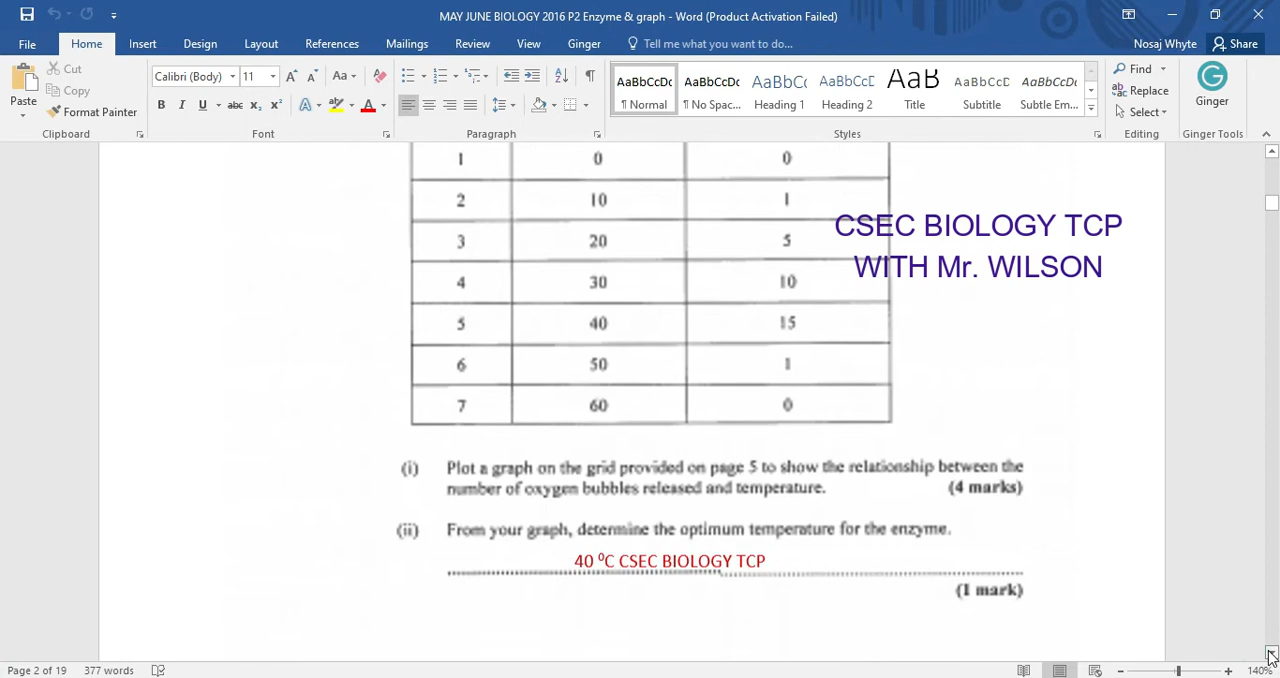 MAY JUNE BIOLOGY 2016 P2 Enzyme & graph - Word (Product Activation Failed)
File Home Insert Design Layout References Mailings Review View Ginger Tell me what you want to do... Nosaj Whyte Share
Paste
Cut
Copy
Format Painter
Calibri (Body) 11
Aa
B I U abc x₂ x² A A
AaBbCcDc AaBbCcDc AaBbCc AaBbCcD AaB AaBbCcD AaBbCcDc
¶ Normal ¶ No Spac... Heading 1 Heading 2 Title Subtitle Subtle Em...
Find
Replace
Select
Ginger
Clipboard Font Paragraph Styles Editing Ginger Tools
1 0 0
2 10 1
3 20 5
4 30 10
5 40 15
6 50 1
7 60 0
CSEC BIOLOGY TCP
WITH Mr. WILSON
(i) Plot a graph on the grid provided on page 5 to show the relationship between the
number of oxygen bubbles released and temperature. (4 marks)
(ii) From your graph, determine the optimum temperature for the enzyme.
40 ⁰C CSEC BIOLOGY TCP
(1 mark)
Page 2 of 19 377 words 140%